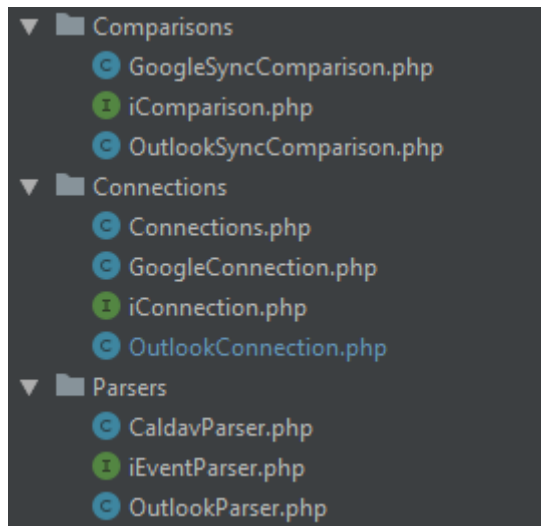 Comparisons
C GoogleSyncComparison.php
I iComparison.php
C OutlookSyncComparison.php
Connections
C Connections.php
C GoogleConnection.php
I iConnection.php
C OutlookConnection.php
Parsers
C CaldavParser.php
I iEventParser.php
C OutlookParser.php